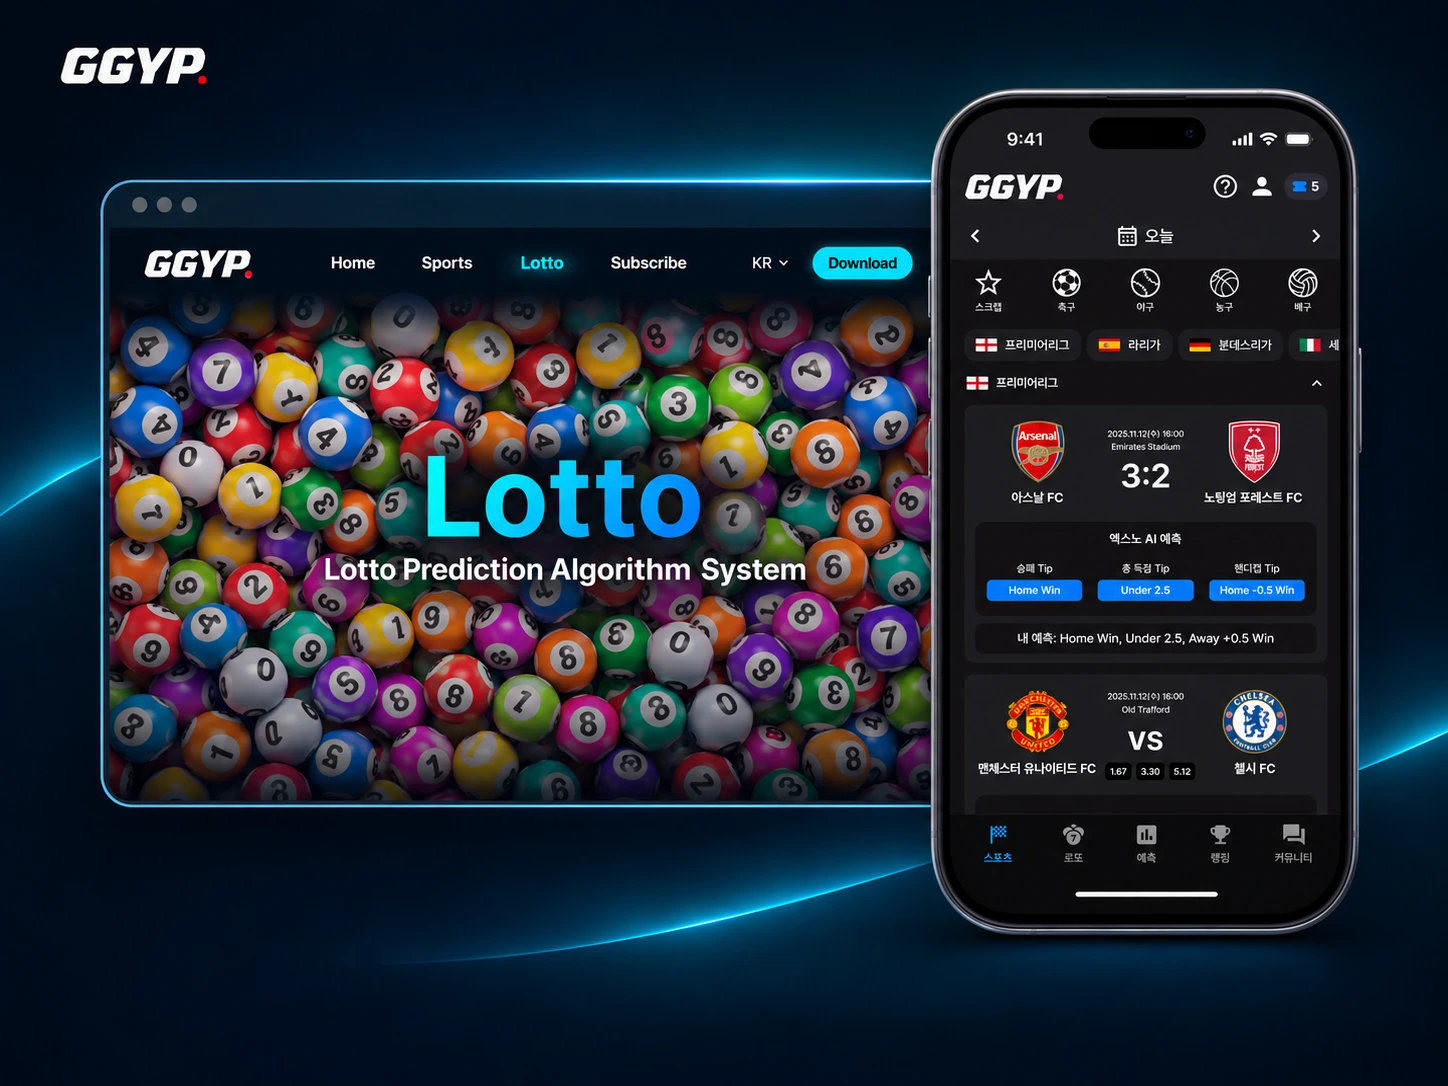 GGYP.
GGYP.
Home
Sports
Lotto
Subscribe
KR
Download
Lotto
Lotto Prediction Algorithm System
9:41
GGYP.
5
오늘
스크랩
축구
야구
농구
배구
프리미어리그
라리가
분데스리가
세
프리미어리그
Arsenal
2025.11.12(수) 16:00
Emirates Stadium
3:2
FOREST
아스날 FC
노팅엄 포레스트 FC
엑스노 AI 예측
승패 Tip
총 득점 Tip
핸디캡 Tip
Home Win
Under 2.5
Home -0.5 Win
내 예측: Home Win, Under 2.5, Away +0.5 Win
2025.11.12(수) 16:00
Old Trafford
VS
CHELSEA
FOOTBALL CLUB
맨체스터 유나이티드 FC
1.67
3.30
5.12
첼시 FC
스포츠
로또
예측
랭킹
커뮤니티